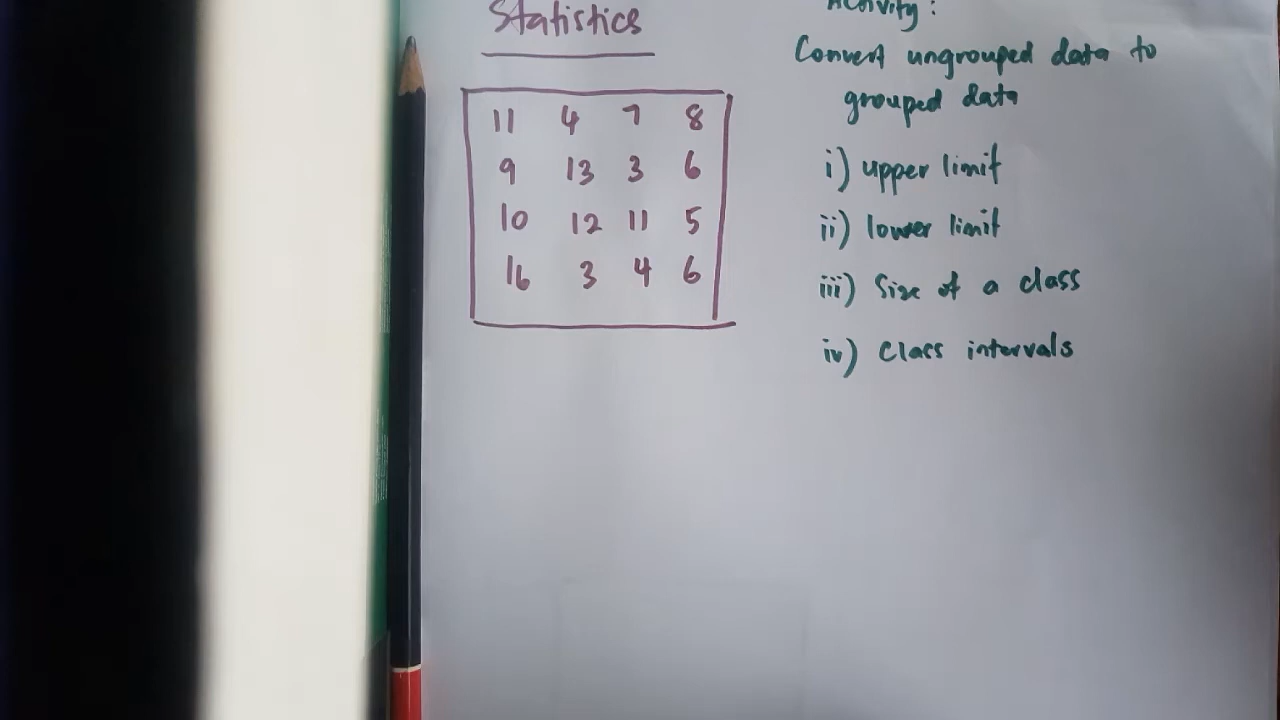 Statistics
11 4 7 8
9 13 3 6
10 12 11 5
16 3 4 6
Activity :
Convert ungrouped data to
grouped data
i) upper limit
ii) lower limit
iii) Size of a class
iv) Class intervals